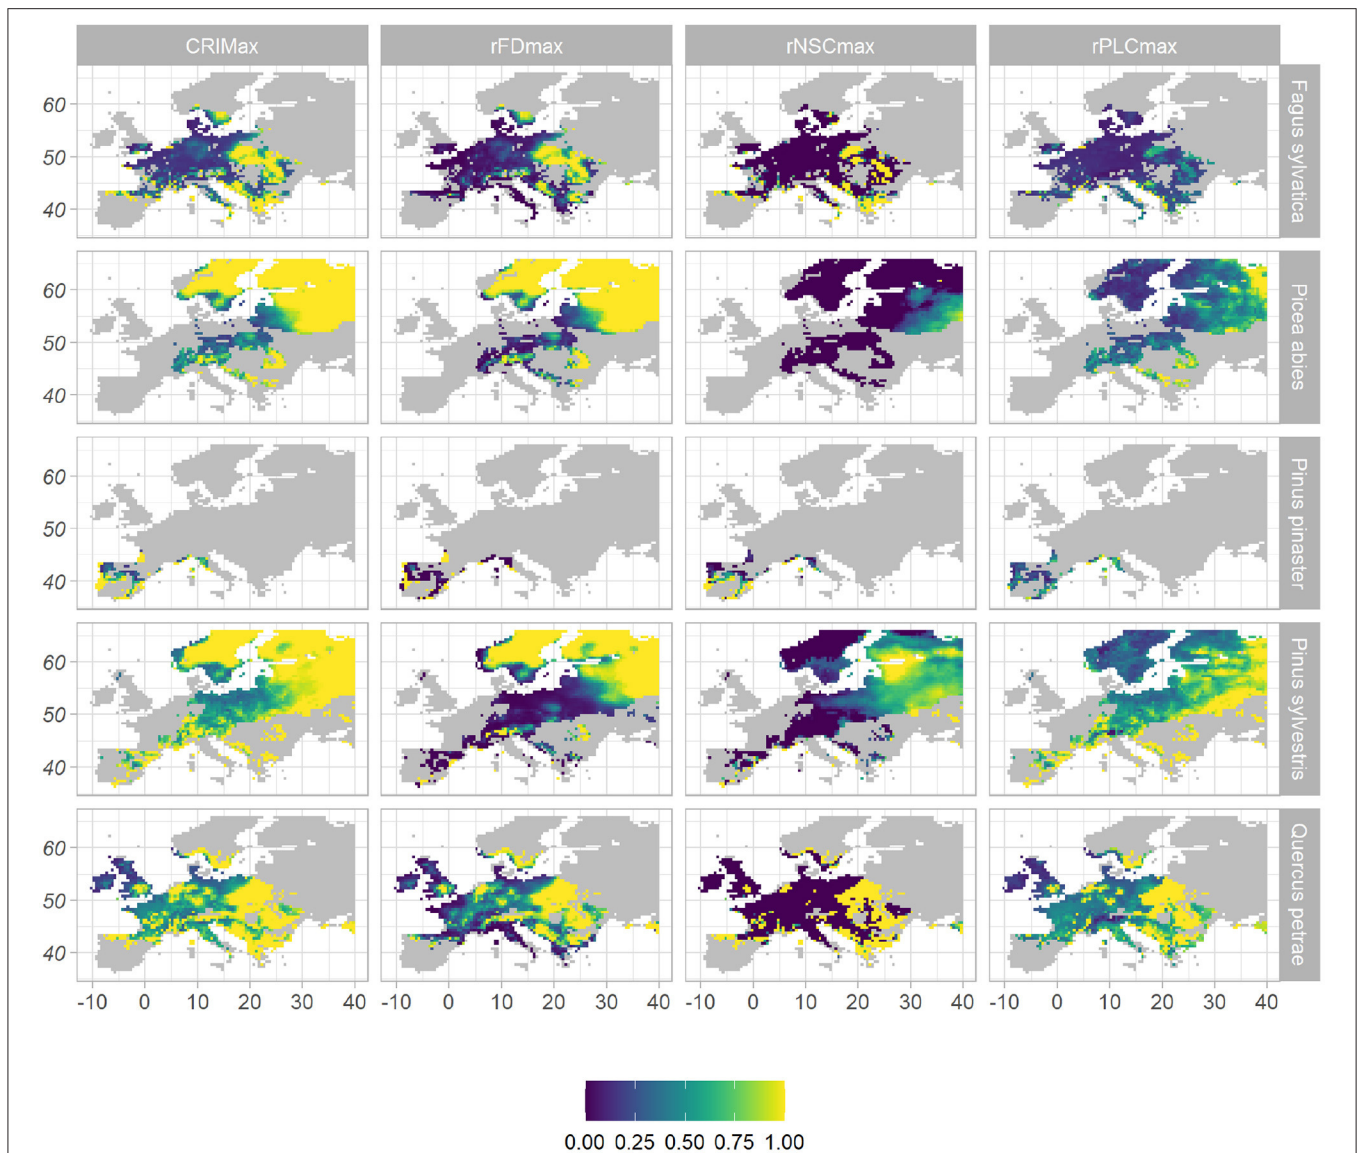 CRIMax rFDmax rNSCmax rPLCmax
60
50
40
Fagus sylvatica
60
50
40
Picea abies
60
50
40
Pinus pinaster
60
50
40
Pinus sylvestris
60
50
40
Quercus petrae
-10 0 10 20 30 40 -10 0 10 20 30 40 -10 0 10 20 30 40 -10 0 10 20 30 40
0.00 0.25 0.50 0.75 1.00